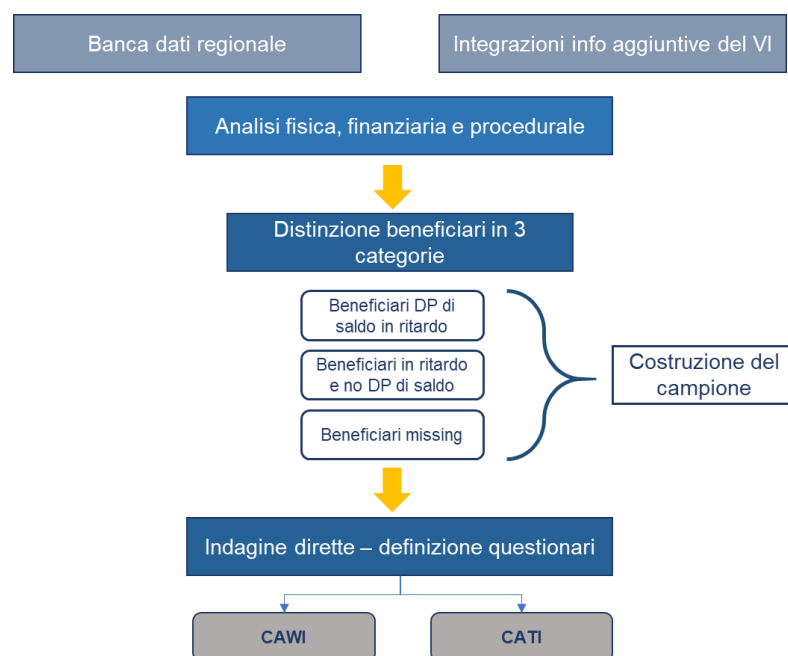 Banca dati regionale
Integrazioni info aggiuntive del VI
Analisi fisica, finanziaria e procedurale
Distinzione beneficiari in 3
categorie
Beneficiari DP di
saldo in ritardo
Beneficiari in ritardo
e no DP di saldo
Beneficiari missing
Costruzione del
campione
Indagine dirette – definizione questionari
CAWI
CATI